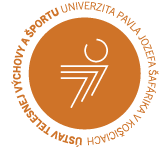 ÚSTAV TELESNEJ VÝCHOVY A ŠPORTU UNIVERZITA PAVLA JOZEFA ŠAFÁRIKA V KOŠICIACH